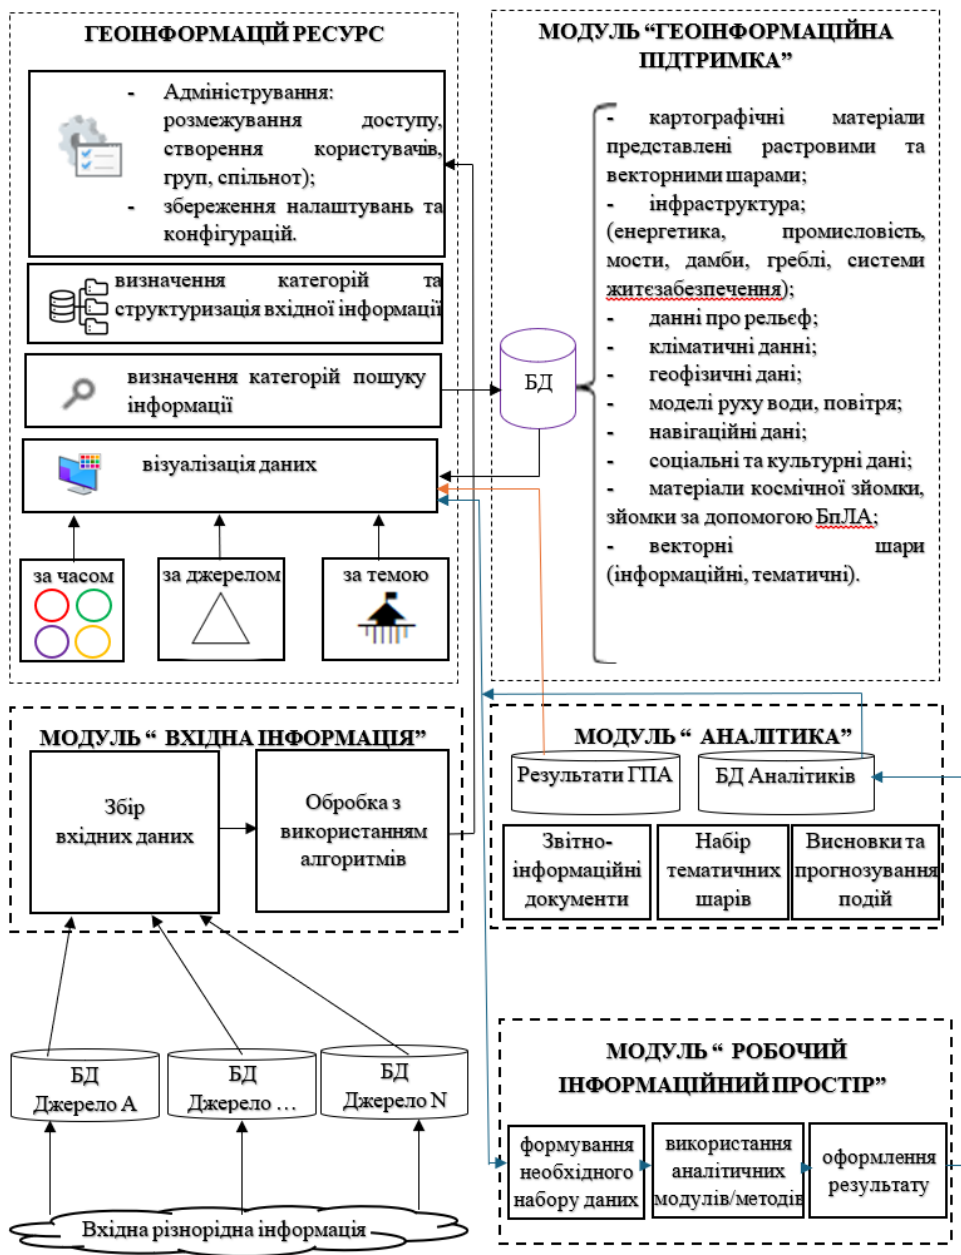 ГЕОІНФОРМАЦІЙ РЕСУРС
- Адміністрування:
розмежування доступу,
створення користувачів,
груп, спільнот);
- збереження налаштувань та
конфігурацій.
визначення категорій та
структуризація вхідної інформації
визначення категорій пошуку
інформації
візуалізація даних
за часом
за джерелом
за темою
МОДУЛЬ “ГЕОІНФОРМАЦІЙНА
ПІДТРИМКА”
БД
- картографічні матеріали
представлені растровими та
векторними шарами;
- інфраструктура;
(енергетика, промисловість,
мости, дамби, греблі, системи
житєзабезпечення);
- данні про рельєф;
- кліматичні данні;
- геофізичні дані;
- моделі руху води, повітря;
- навігаційні дані;
- соціальні та культурні дані;
- матеріали космічної зйомки,
зйомки за допомогою БпЛА;
- векторні шари
(інформаційні, тематичні).
МОДУЛЬ “ ВХІДНА ІНФОРМАЦІЯ”
Збір
вхідних даних
Обробка з
використанням
алгоритмів
МОДУЛЬ “ АНАЛІТИКА”
Результати ГПА
БД Аналітиків
Звітно-
інформаційні
документи
Набір
тематичних
шарів
Висновки та
прогнозування
подій
БД
Джерело А
БД
Джерело …
БД
Джерело N
Вхідна різнорідна інформація
МОДУЛЬ “ РОБОЧИЙ
ІНФОРМАЦІЙНИЙ ПРОСТІР”
формування
необхідного
набору даних
використання
аналітичних
модулів/методів
оформлення
результату